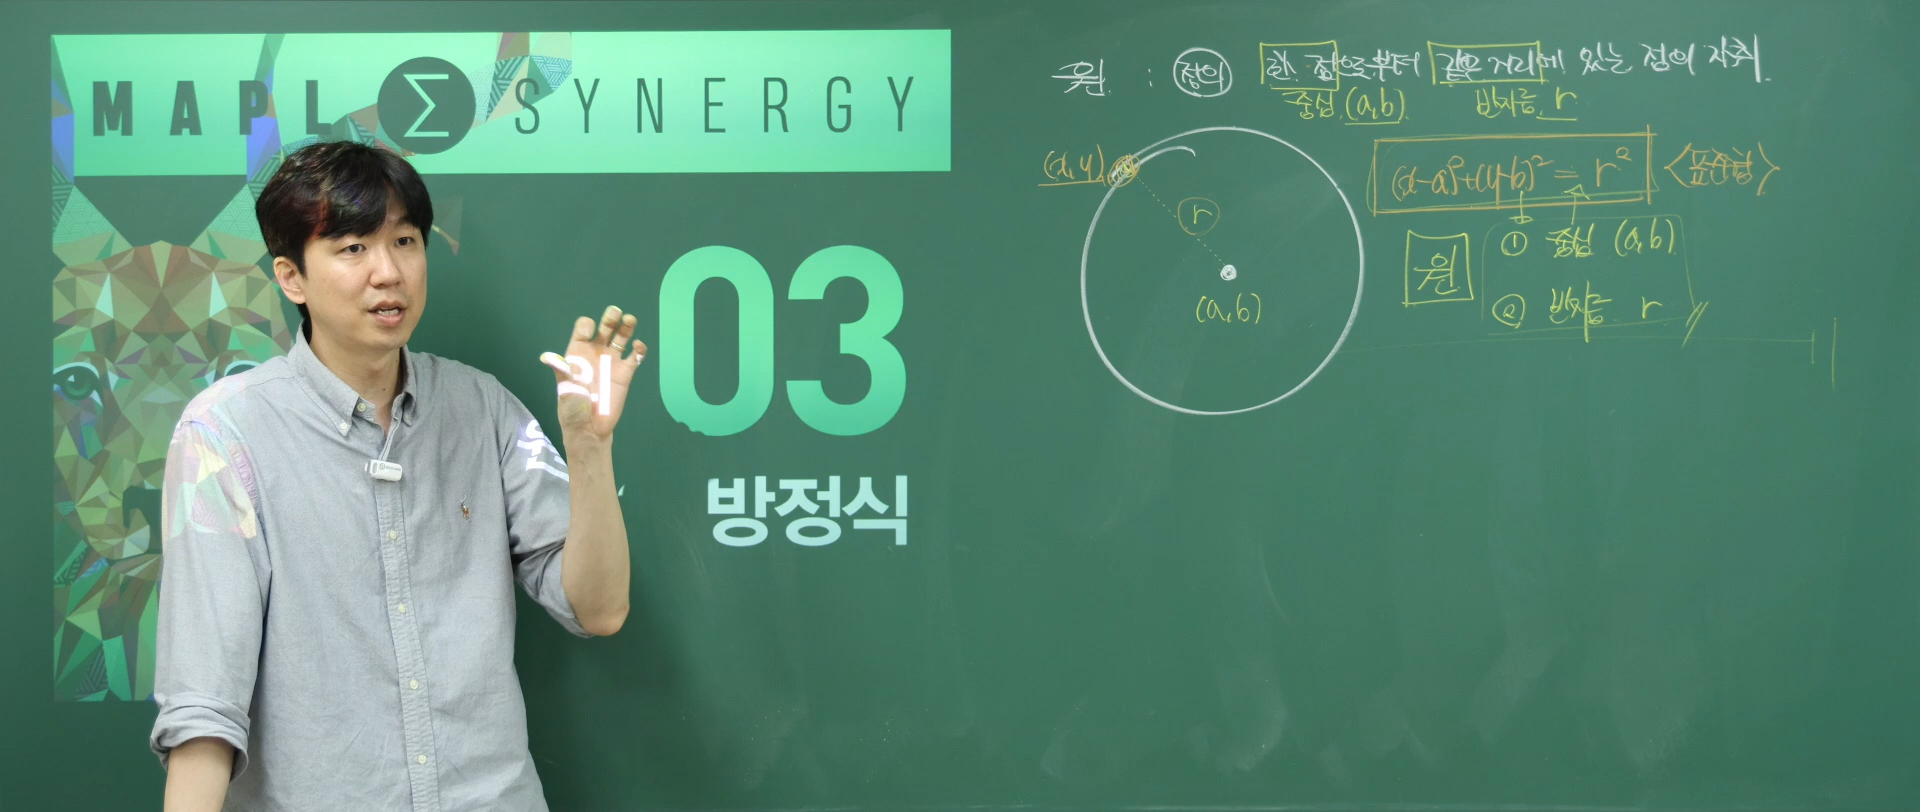 MAPL Σ SYNERGY
03
원의
방정식
원 : 정의 한 점으로부터 같은 거리에 있는 점의 자취.
중심 (a,b). 반지름 r
(x,y)
r
(a,b)
(x-a)²+(y-b)² = r² <표준형>
원
① 중심 (a,b)
② 반지름 r